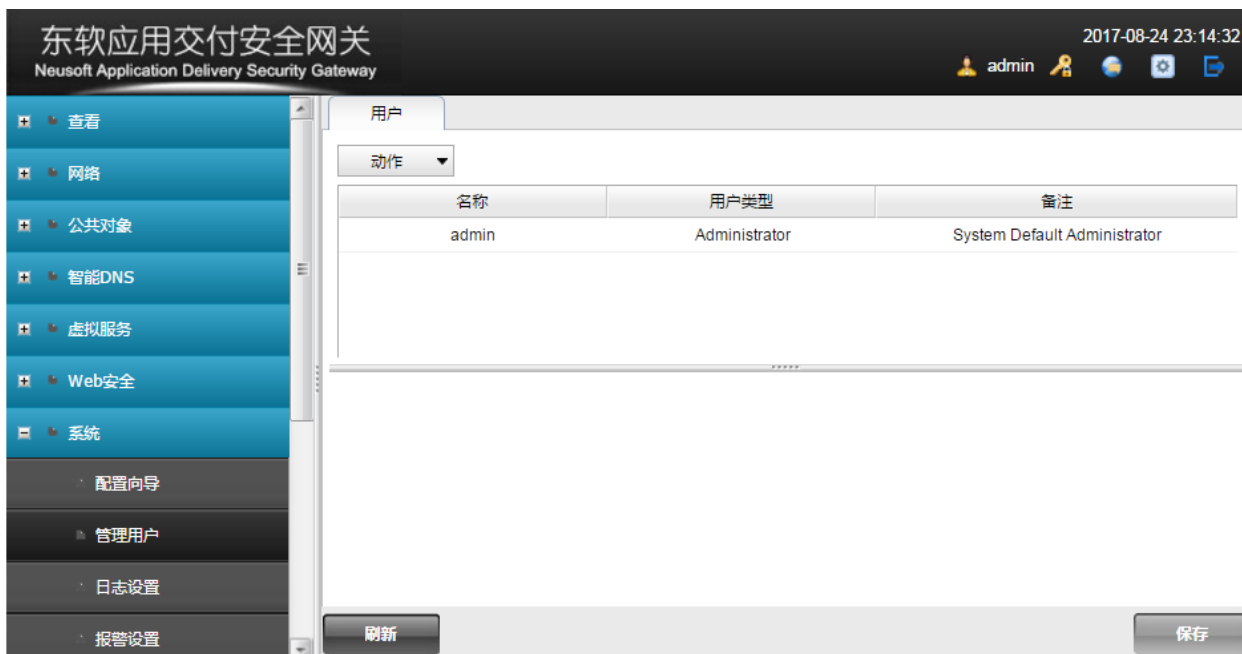 东软应用交付安全网关
Neusoft Application Delivery Security Gateway
2017-08-24 23:14:32
admin
查看
网络
公共对象
智能DNS
虚拟服务
Web安全
系统
配置向导
管理用户
日志设置
报警设置
用户
动作
名称 用户类型 备注
admin Administrator System Default Administrator
刷新 保存